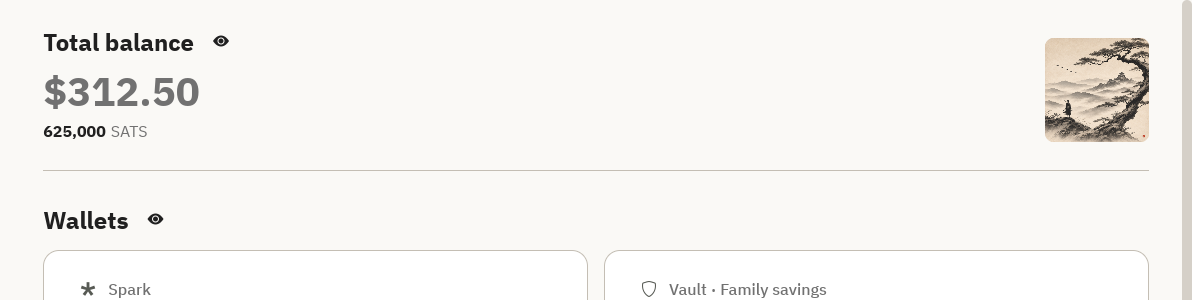 Total balance
$312.50
625,000 SATS
Wallets
Spark
Vault · Family savings